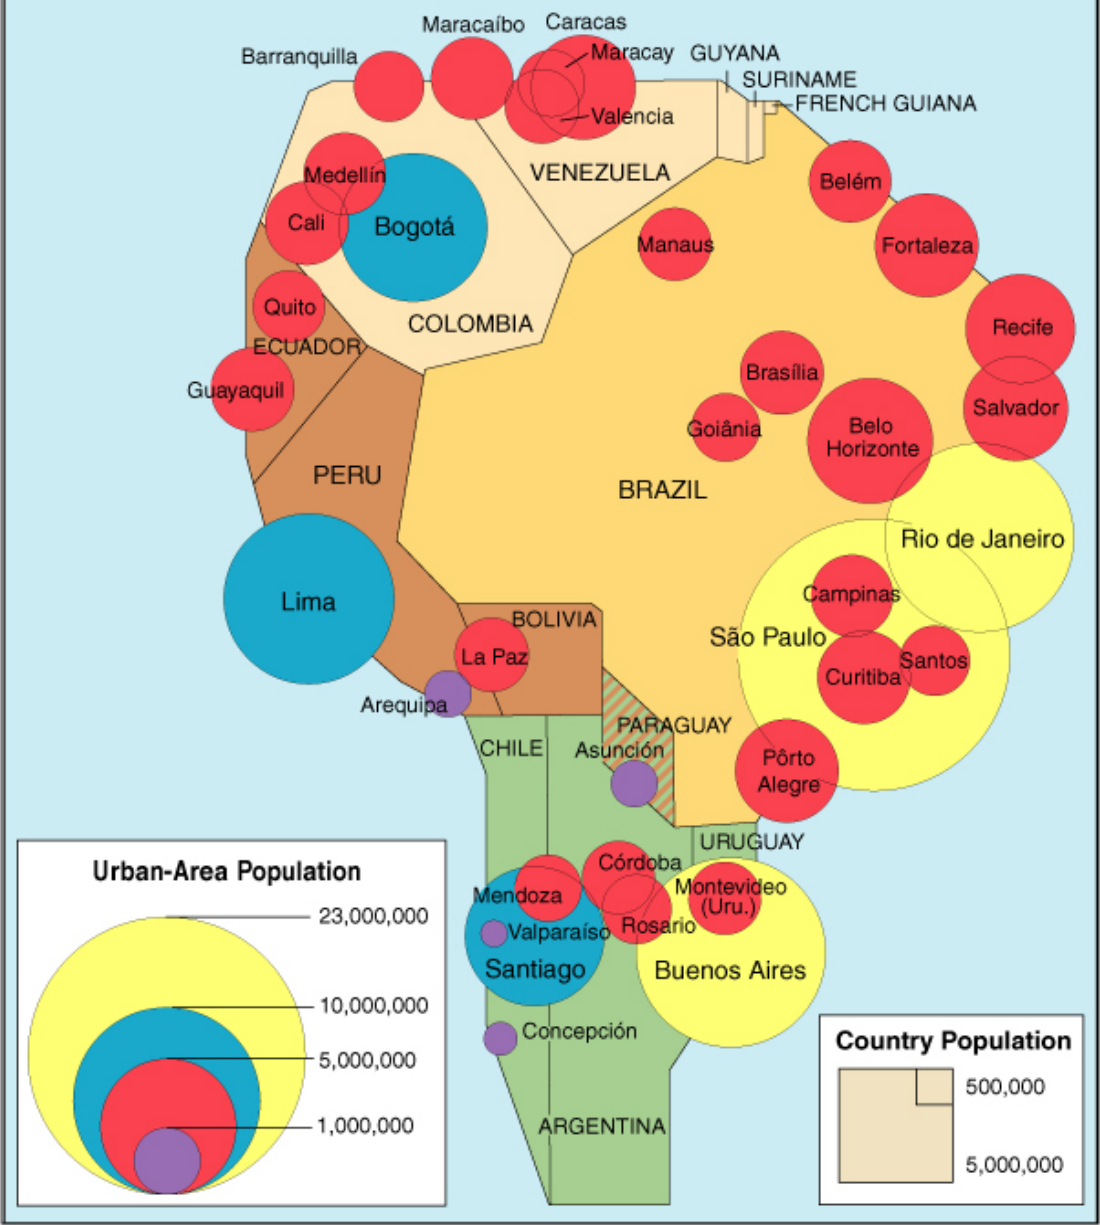 Maracaíbo
Caracas
Barranquilla
Maracay
GUYANA
SURINAME
FRENCH GUIANA
Valencia
VENEZUELA
Medellín
Belém
Cali
Bogotá
Manaus
Fortaleza
Quito
COLOMBIA
Recife
ECUADOR
Brasília
Guayaquil
Salvador
Goiânia
Belo
Horizonte
PERU
BRAZIL
Rio de Janeiro
Campinas
Lima
BOLIVIA
São Paulo
La Paz
Santos
Curitiba
Arequipa
PARAGUAY
CHILE
Asunción
Pôrto
Alegre
URUGUAY
Córdoba
Mendoza
Montevideo
(Uru.)
Rosario
Valparaíso
Santiago
Buenos Aires
Concepción
ARGENTINA
Urban-Area Population
23,000,000
10,000,000
5,000,000
1,000,000
Country Population
500,000
5,000,000